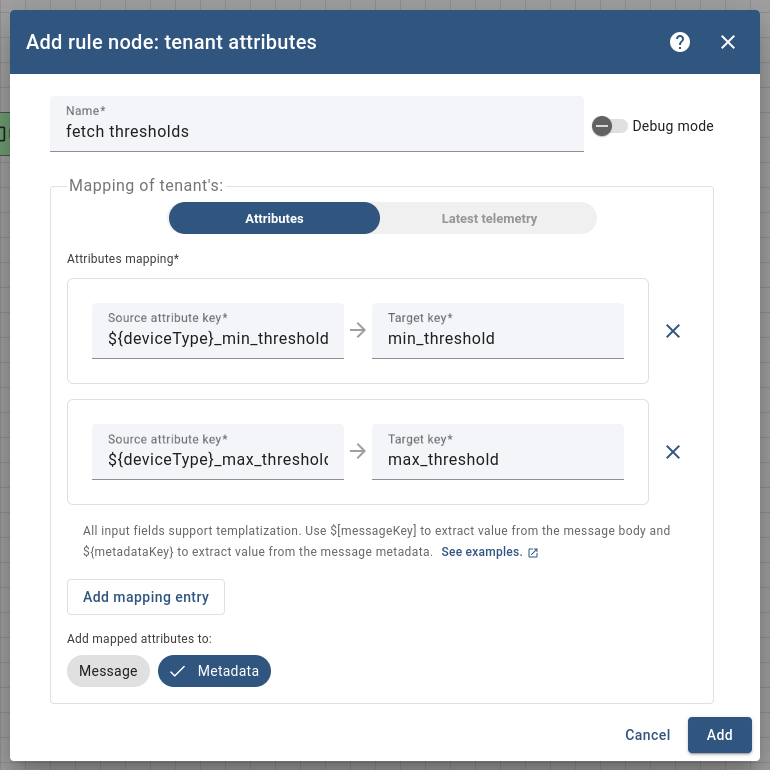 Add rule node: tenant attributes
Name*
fetch thresholds
Debug mode
Mapping of tenant's:
Attributes
Latest telemetry
Attributes mapping*
Source attribute key*
${deviceType}_min_threshold
Target key*
min_threshold
Source attribute key*
${deviceType}_max_threshold
Target key*
max_threshold
All input fields support templatization. Use $[messageKey] to extract value from the message body and
${metadataKey} to extract value from the message metadata. See examples.
Add mapping entry
Add mapped attributes to:
Message
Metadata
Cancel
Add